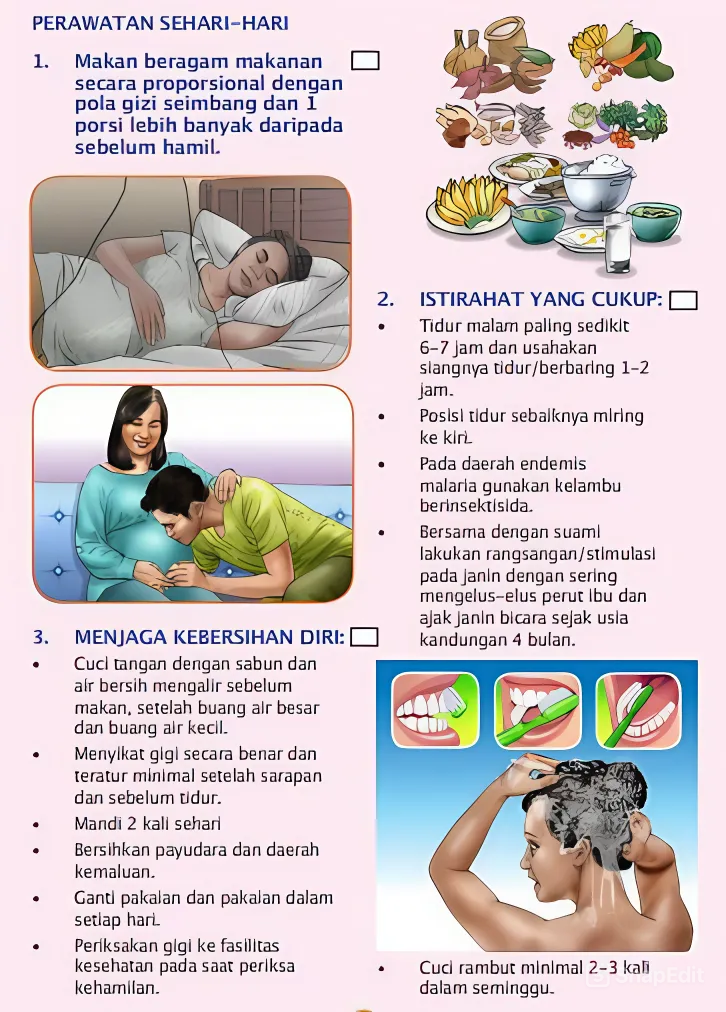 PERAWATAN SEHARI-HARI
1. Makan beragam makanan
secara proporsional dengan
pola gizi seimbang dan 1
porsi lebih banyak daripada
sebelum hamil.
2. ISTIRAHAT YANG CUKUP:
• Tidur malam paling sedikit
6-7 jam dan usahakan
siangnya tidur/berbaring 1-2
jam.
• Posisi tidur sebaiknya miring
ke kiri.
• Pada daerah endemis
malaria gunakan kelambu
berinsektisida.
• Bersama dengan suami
lakukan rangsangan/stimulasi
pada janin dengan sering
mengelus-elus perut ibu dan
ajak janin bicara sejak usia
kandungan 4 bulan.
3. MENJAGA KEBERSIHAN DIRI:
• Cuci tangan dengan sabun dan
air bersih mengalir sebelum
makan, setelah buang air besar
dan buang air kecil.
• Menyikat gigi secara benar dan
teratur minimal setelah sarapan
dan sebelum tidur.
• Mandi 2 kali sehari
• Bersihkan payudara dan daerah
kemaluan.
• Ganti pakaian dan pakaian dalam
setiap hari.
• Periksakan gigi ke fasilitas
kesehatan pada saat periksa
kehamilan.
• Cuci rambut minimal 2-3 kali
dalam seminggu.
SnapEdit